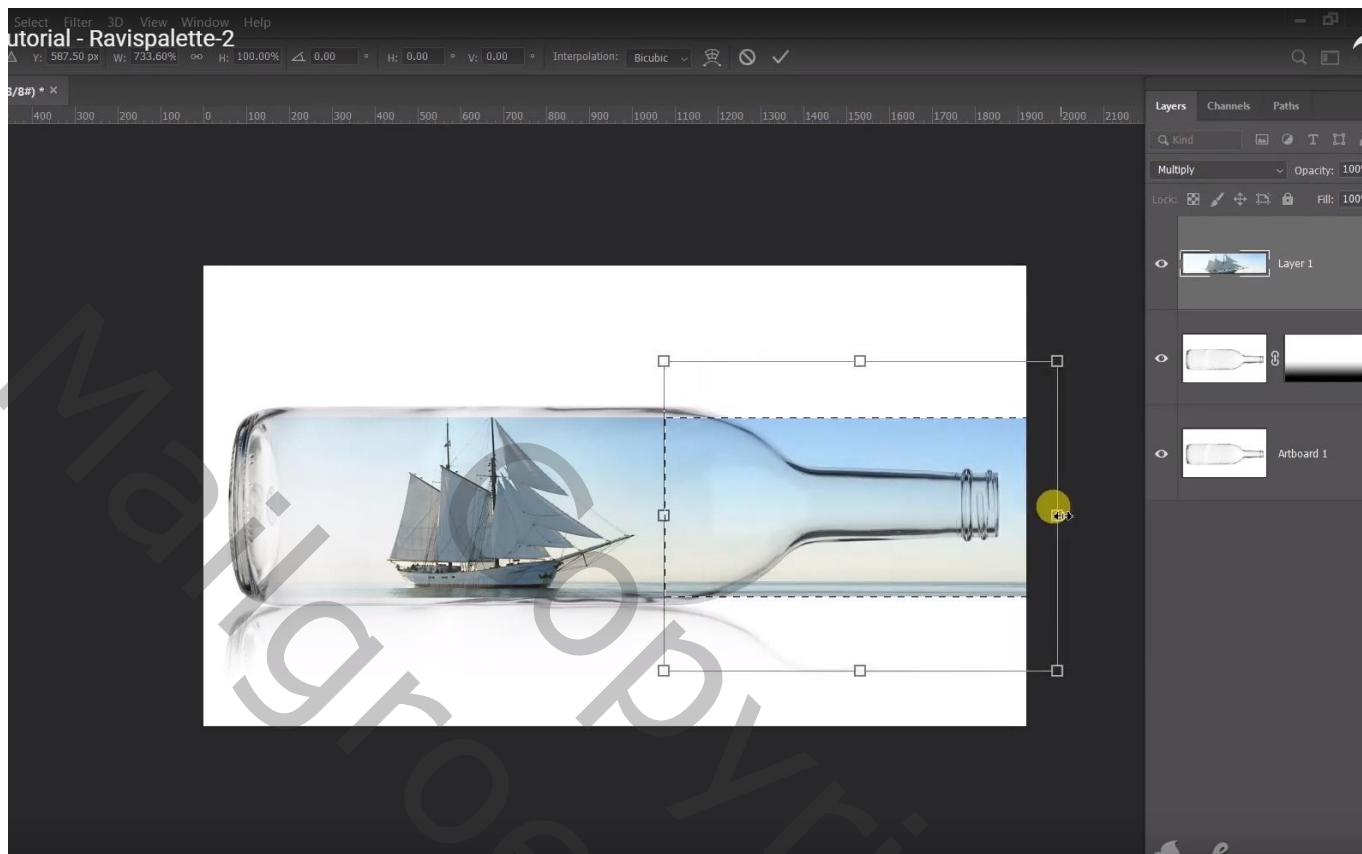 Select Filter 3D View Window Help
utorial - Ravispalette-2
Y: 587.50 px W: 733.60% H: 100.00% 0.00 ° H: 0.00 ° V: 0.00 ° Interpolation: Bicubic
3/8#) * ×
400 300 200 100 0 100 200 300 400 500 600 700 800 900 1000 1100 1200 1300 1400 1500 1600 1700 1800 1900 2000 2100
Layers Channels Paths
Kind
Multiply Opacity: 100%
Lock: Fill: 100%
Layer 1
Artboard 1
Copyri
Mailgro